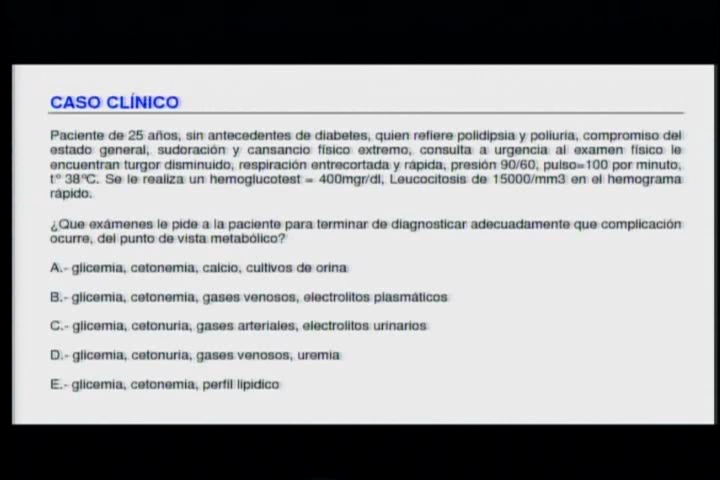 CASO CLÍNICO
Paciente de 25 años, sin antecedentes de diabetes, quien refiere polidipsia y poliuria, compromiso del
estado general, sudoración y cansancio físico extremo, consulta a urgencia al examen físico le
encuentran turgor disminuido, respiración entrecortada y rápida, presión 90/60, pulso=100 por minuto,
tº 38ºC. Se le realiza un hemoglucotest = 400mgr/dl, Leucocitosis de 15000/mm3 en el hemograma
rápido.
¿Que exámenes le pide a la paciente para terminar de diagnosticar adecuadamente que complicación
ocurre, del punto de vista metabólico?
A.- glicemia, cetonemia, calcio, cultivos de orina
B.- glicemia, cetonemia, gases venosos, electrolitos plasmáticos
C.- glicemia, cetonuria, gases arteriales, electrolitos urinarios
D.- glicemia, cetonuria, gases venosos, uremia
E.- glicemia, cetonemia, perfil lipidico